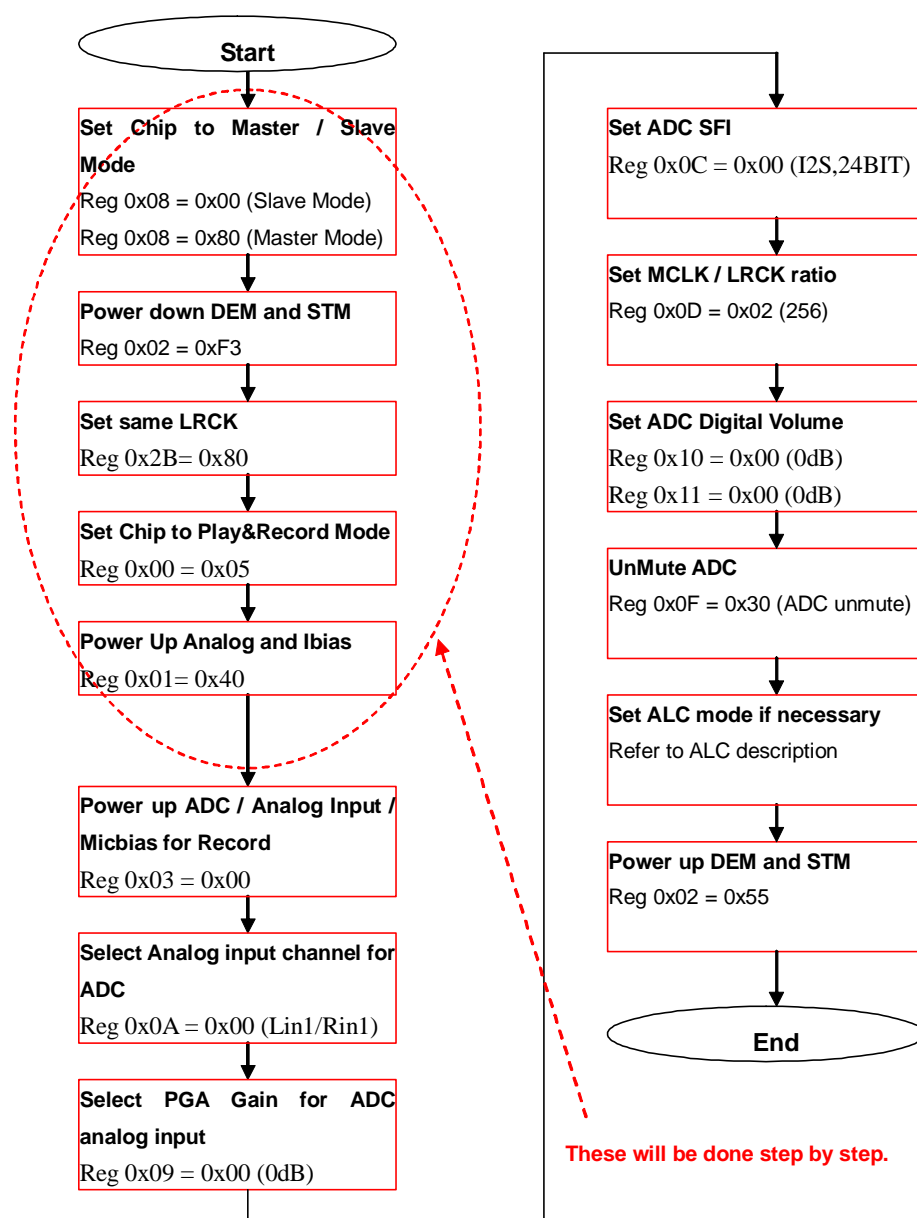 Start
Set Chip to Master / Slave
Mode
Reg 0x08 = 0x00 (Slave Mode)
Reg 0x08 = 0x80 (Master Mode)
Power down DEM and STM
Reg 0x02 = 0xF3
Set same LRCK
Reg 0x2B= 0x80
Set Chip to Play&Record Mode
Reg 0x00 = 0x05
Power Up Analog and Ibias
Reg 0x01= 0x40
Power up ADC / Analog Input /
Micbias for Record
Reg 0x03 = 0x00
Select Analog input channel for
ADC
Reg 0x0A = 0x00 (Lin1/Rin1)
Select PGA Gain for ADC
analog input
Reg 0x09 = 0x00 (0dB)
Set ADC SFI
Reg 0x0C = 0x00 (I2S,24BIT)
Set MCLK / LRCK ratio
Reg 0x0D = 0x02 (256)
Set ADC Digital Volume
Reg 0x10 = 0x00 (0dB)
Reg 0x11 = 0x00 (0dB)
UnMute ADC
Reg 0x0F = 0x30 (ADC unmute)
Set ALC mode if necessary
Refer to ALC description
Power up DEM and STM
Reg 0x02 = 0x55
End
These will be done step by step.